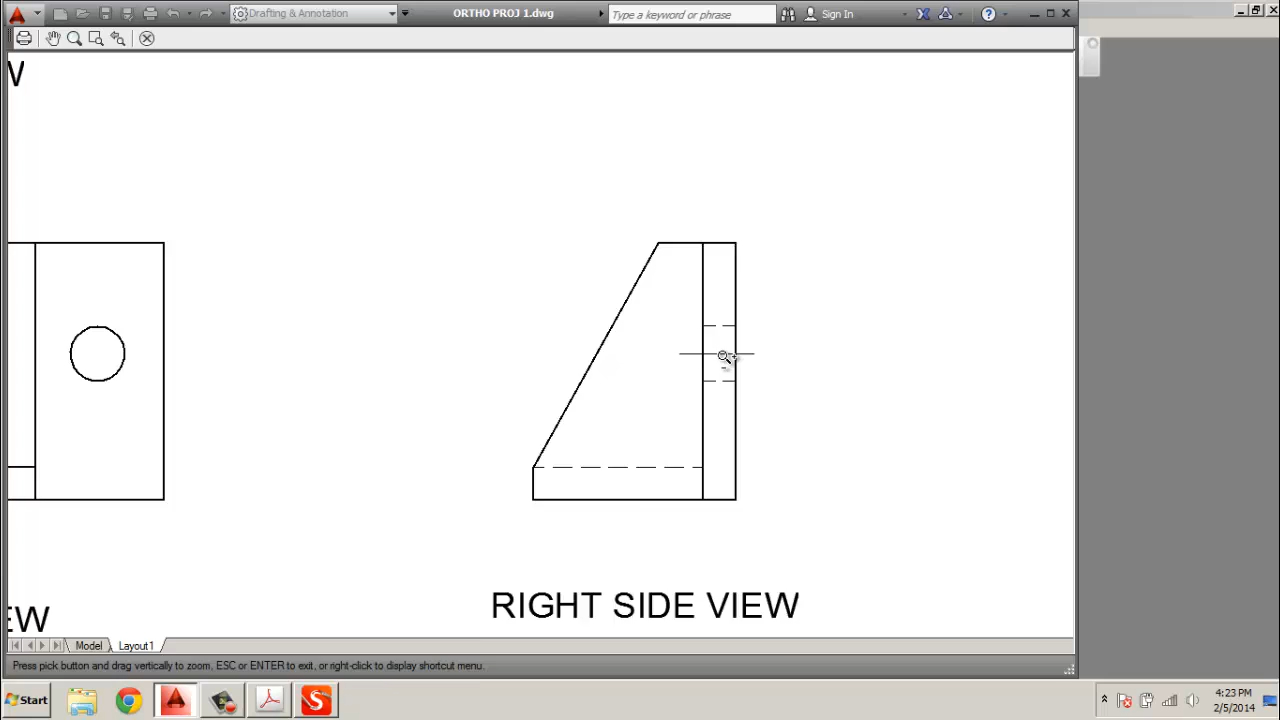 Drafting & Annotation
ORTHO PROJ 1.dwg
Type a keyword or phrase
Sign In
?
W
EW
RIGHT SIDE VIEW
Model
Layout1
Press pick button and drag vertically to zoom, ESC or ENTER to exit, or right-click to display shortcut menu.
Start
4:23 PM
2/5/2014